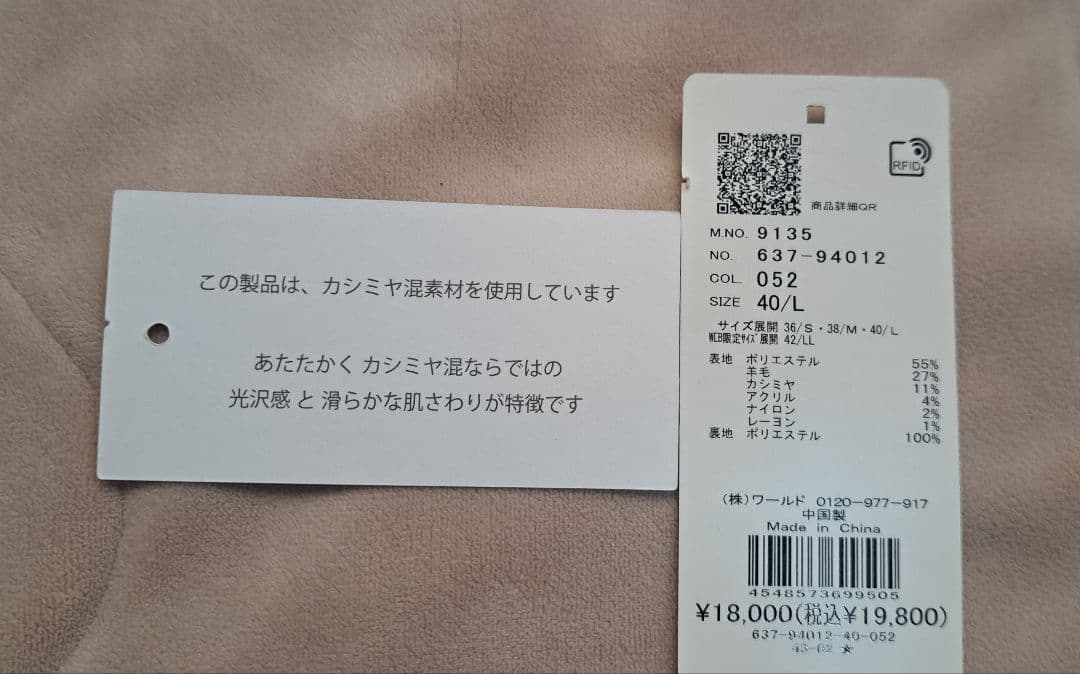 この製品は、カシミヤ混素材を使用しています
あたたかく カシミヤ混ならではの
光沢感 と 滑らかな肌さわりが特徴です
RFID
商品詳細QR
M.NO. 9135
NO. 637-94012
COL. 052
SIZE 40/L
サイズ展開 36/S・38/M・40/L
WEB限定ｻｲｽﾞ展開 42/LL
表地 ポリエステル 55%
羊毛 27%
カシミヤ 11%
アクリル 4%
ナイロン 2%
レーヨン 1%
裏地 ポリエステル 100%
(株)ワールド 0120-977-917
中国製
Made in China
4548573699505
¥18,000(税込¥19,800)
637-94012-40-052
43-02 ☆